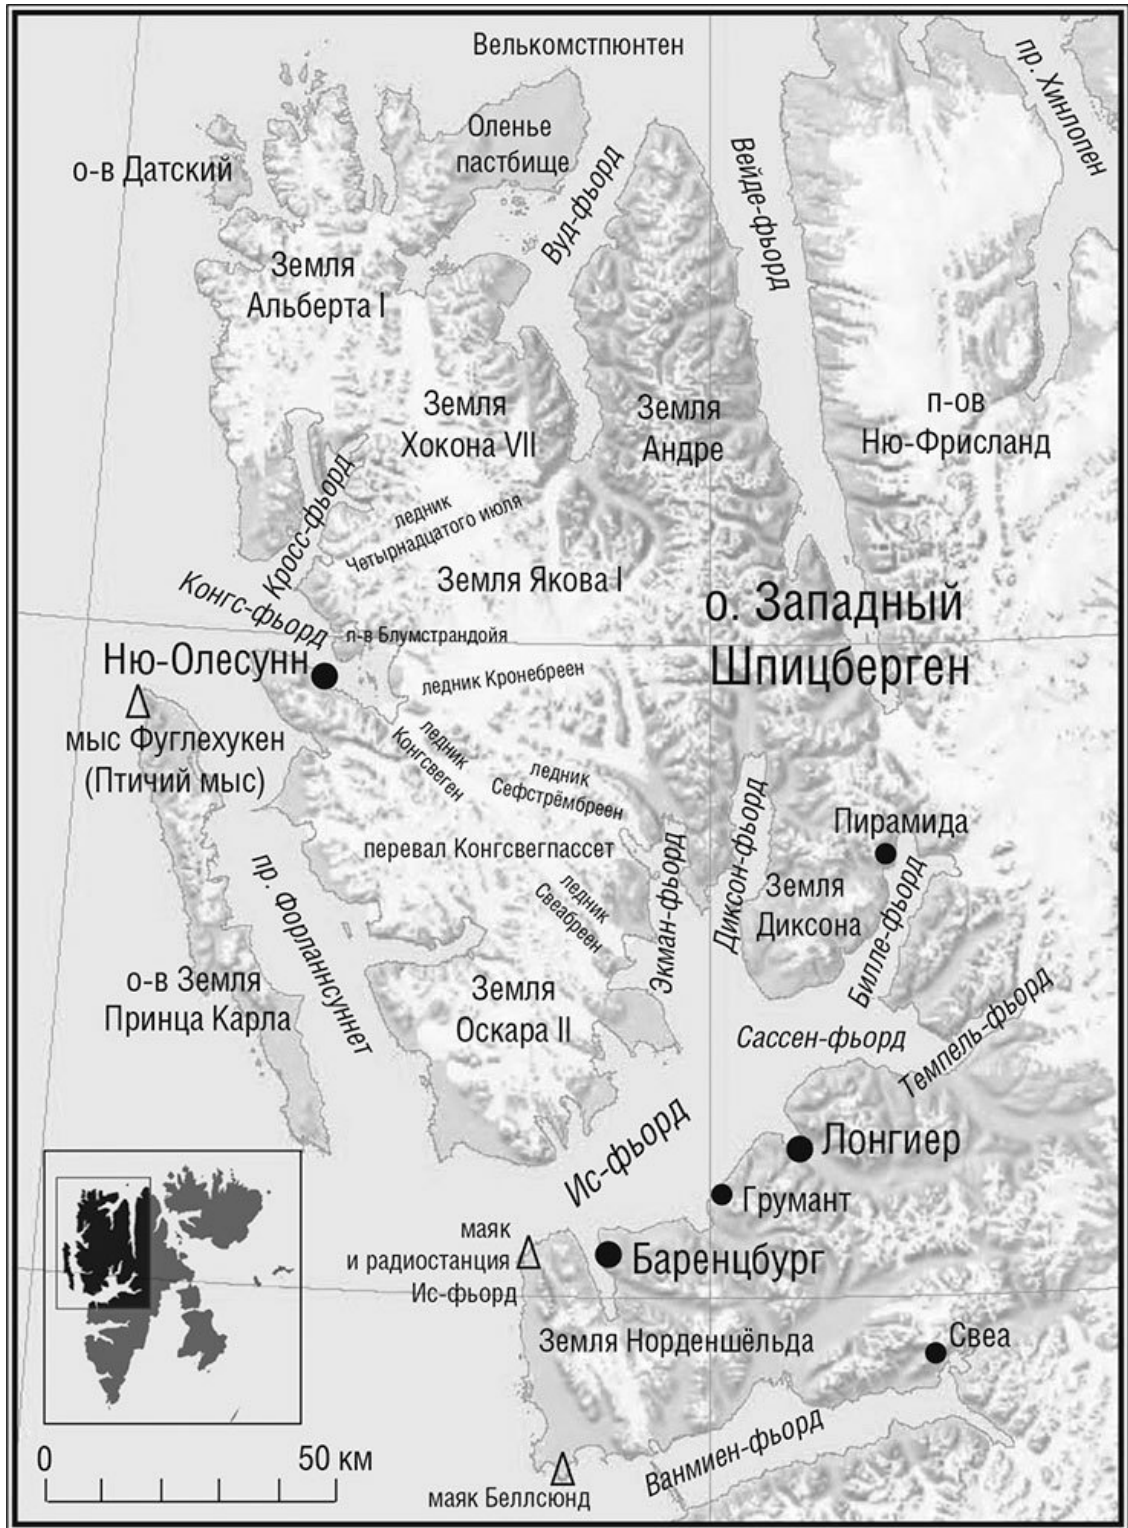 Велькомстпюнтен
пр. Хинлопен
Оленье
пастбище
о-в Датский
Вуд-фьорд
Вейде-фьорд
Земля
Альберта I
Земля
Хокона VII
Земля
Андре
п-ов
Ню-Фрисланд
Кросс-фьорд
ледник
Четырнадцатого июля
Земля Якова I
Конгс-фьорд
о. Западный
Шпицберген
п-в Блумстрандойя
Ню-Олесунн
ледник Кронебреен
мыс Фуглехукен
(Птичий мыс)
ледник
Конгсвеген
ледник
Сефстрёмбреен
перевал Конгсвегпассет
ледник
Свеабреен
Экман-фьорд
Диксон-фьорд
Пирамида
Земля
Диксона
Билле-фьорд
пр. Форланнсуннет
о-в Земля
Принца Карла
Земля
Оскара II
Сассен-фьорд
Темпель-фьорд
Ис-фьорд
Лонгиер
Грумант
маяк
и радиостанция
Ис-фьорд
Баренцбург
Земля Норденшёльда
Свеа
Ванмиен-фьорд
маяк Беллсюнд
0 50 км